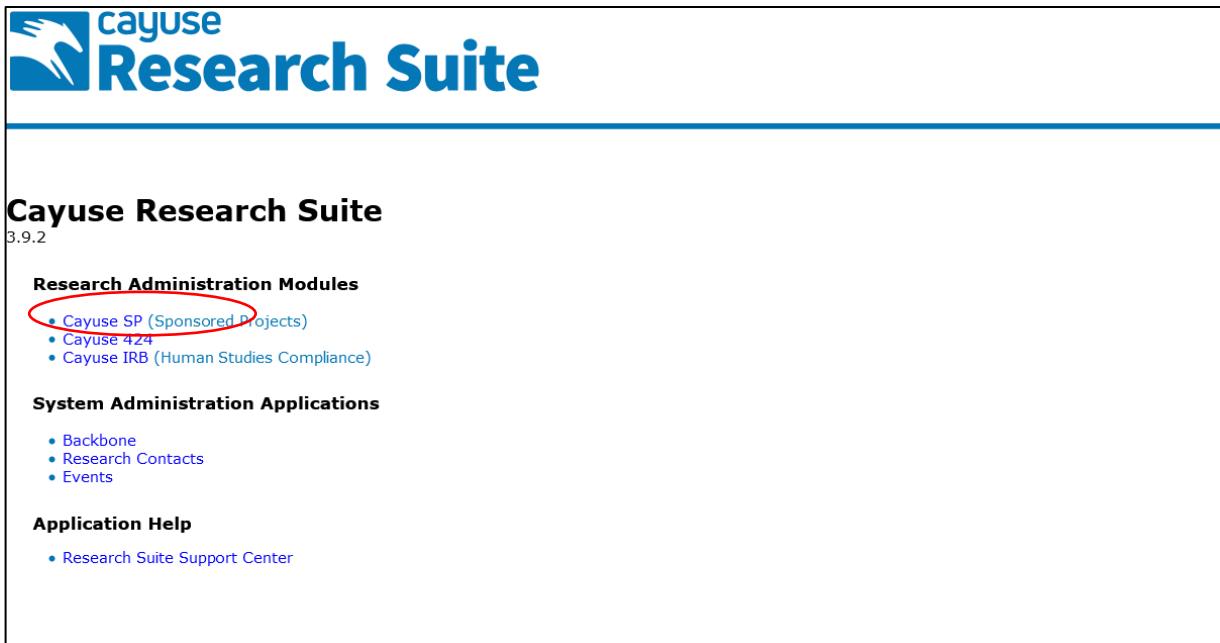 cayuse
Research Suite
Cayuse Research Suite
3.9.2
Research Administration Modules
• Cayuse SP (Sponsored Projects)
• Cayuse 424
• Cayuse IRB (Human Studies Compliance)
System Administration Applications
• Backbone
• Research Contacts
• Events
Application Help
• Research Suite Support Center